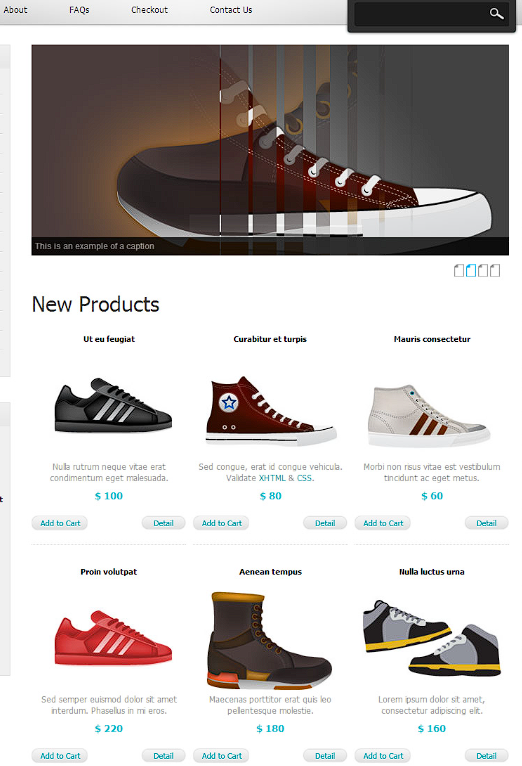 About FAQs Checkout Contact Us
This is an example of a caption
New Products
Ut eu feugiat
Curabitur et turpis
Mauris consectetur
Nulla rutrum neque vitae erat
condimentum eget malesuada.
Sed congue, erat id congue vehicula.
Validate XHTML & CSS.
Morbi non risus vitae est vestibulum
tincidunt ac eget metus.
$ 100
$ 80
$ 60
Add to Cart Detail
Add to Cart Detail
Add to Cart Detail
Proin volutpat
Aenean tempus
Nulla luctus urna
Sed semper euismod dolor sit amet
interdum. Phasellus in mi eros.
Maecenas porttitor erat quis leo
pellentesque molestie.
Lorem ipsum dolor sit amet,
consectetur adipiscing elit.
$ 220
$ 180
$ 160
Add to Cart Detail
Add to Cart Detail
Add to Cart Detail